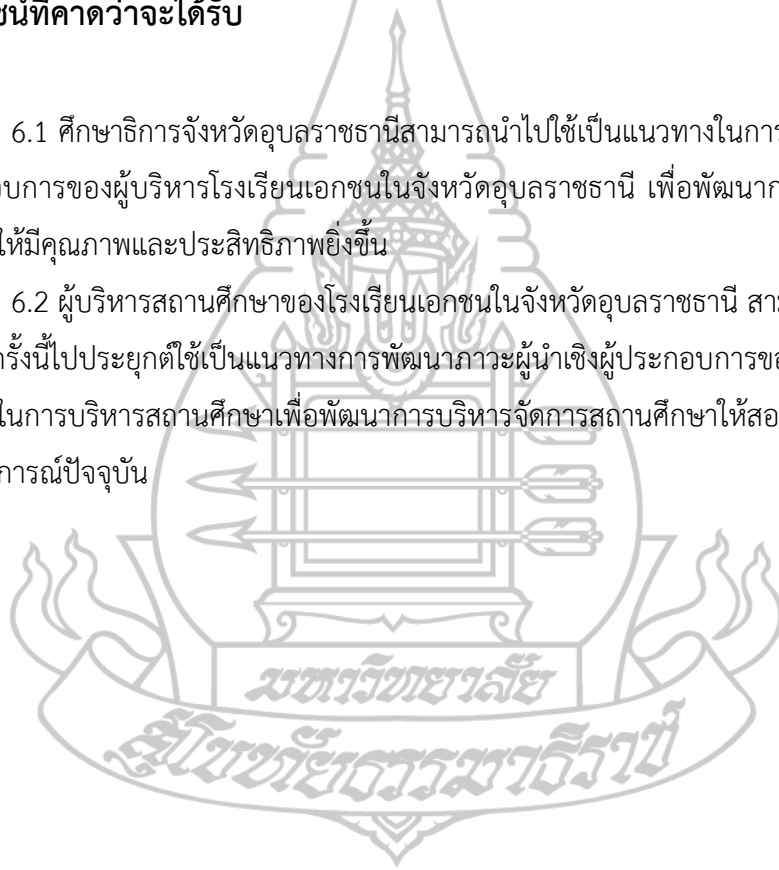 ชน์ที่คาดว่าจะได้รับ
6.1 ศึกษาธิการจังหวัดอุบลราชธานีสามารถนำไปใช้เป็นแนวทางในการ
อบการของผู้บริหารโรงเรียนเอกชนในจังหวัดอุบลราชธานี เพื่อพัฒนาก
ให้มีคุณภาพและประสิทธิภาพยิ่งขึ้น
6.2 ผู้บริหารสถานศึกษาของโรงเรียนเอกชนในจังหวัดอุบลราชธานี สาม
รั้งนี้ไปประยุกต์ใช้เป็นแนวทางการพัฒนาภาวะผู้นำเชิงผู้ประกอบการขอ
ในการบริหารสถานศึกษาเพื่อพัฒนาการบริหารจัดการสถานศึกษาให้สอ
การณ์ปัจจุบัน
มหาวิทยาลัย
สุโขทัยธรรมาธิราช